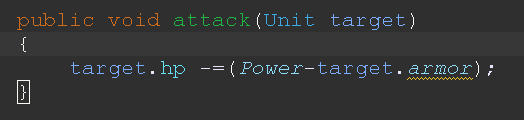 public void attack(Unit target)
{
    target.hp -=(Power-target.armor);
}